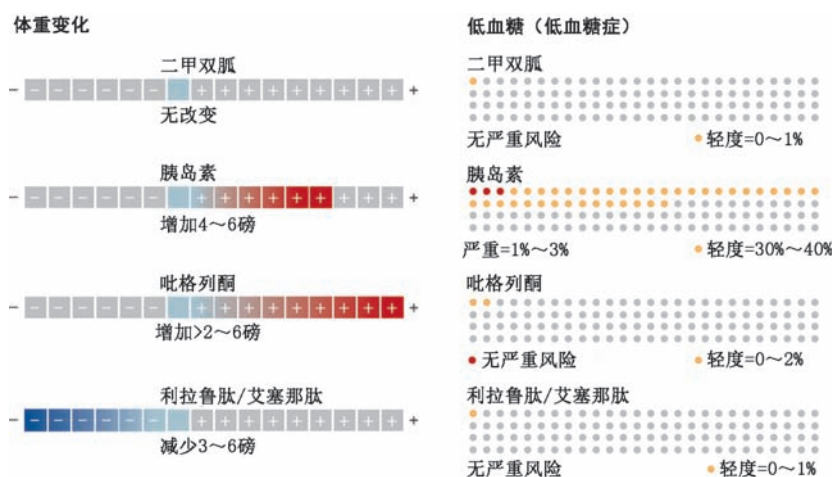 体重变化
二甲双胍
无改变
胰岛素
增加4～6磅
吡格列酮
增加>2～6磅
利拉鲁肽/艾塞那肽
减少3～6磅
低血糖（低血糖症）
二甲双胍
无严重风险 轻度=0～1%
胰岛素
严重=1%～3% 轻度=30%～40%
吡格列酮
无严重风险 轻度=0～2%
利拉鲁肽/艾塞那肽
无严重风险 轻度=0～1%